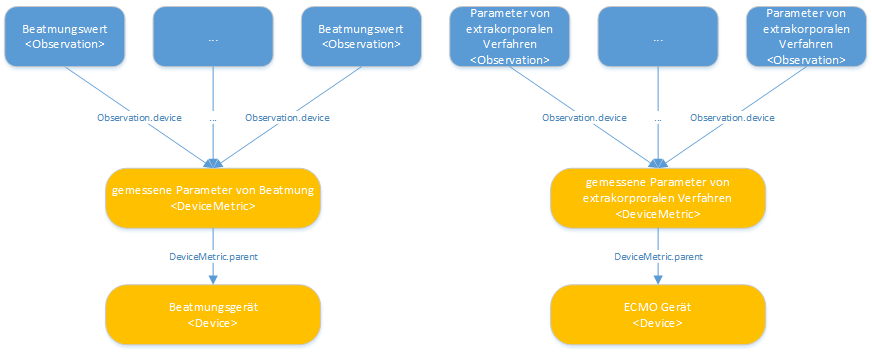 Beatmungswert
<Observation>
...
Beatmungswert
<Observation>
Observation.device
...
Observation.device
gemessene Parameter von Beatmung
<DeviceMetric>
DeviceMetric.parent
Beatmungsgerät
<Device>
Parameter von
extrakorporalen
Verfahren
<Observation>
...
Parameter von
extrakorporalen
Verfahren
<Observation>
Observation.device
...
Observation.device
gemessene Parameter von
extrakorproralen Verfahren
<DeviceMetric>
DeviceMetric.parent
ECMO Gerät
<Device>